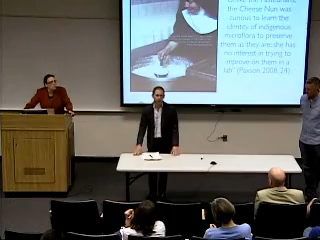 the Cheese Nun was
curious to learn the
identity of indigenous
microflora to preserve
them as they are; she has
no interest in trying to
improve on them in a
lab" (Paxson 2008:24)